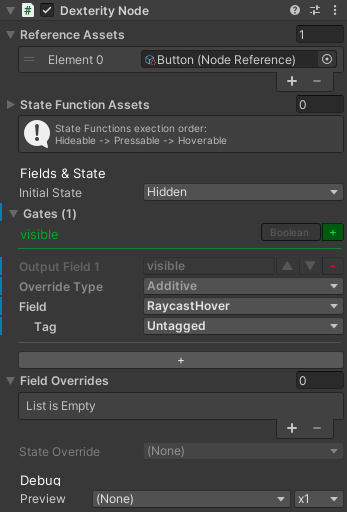 Dexterity Node
Reference Assets 1
Element 0 Button (Node Reference)
+ −
State Function Assets 0
State Functions exection order:
Hideable -> Pressable -> Hoverable
Fields & State
Initial State Hidden
Gates (1)
visible Boolean +
Output Field 1 visible −
Override Type Additive
Field RaycastHover
Tag Untagged
+
Field Overrides 0
List is Empty
+ −
State Override (None)
Debug
Preview (None) x1